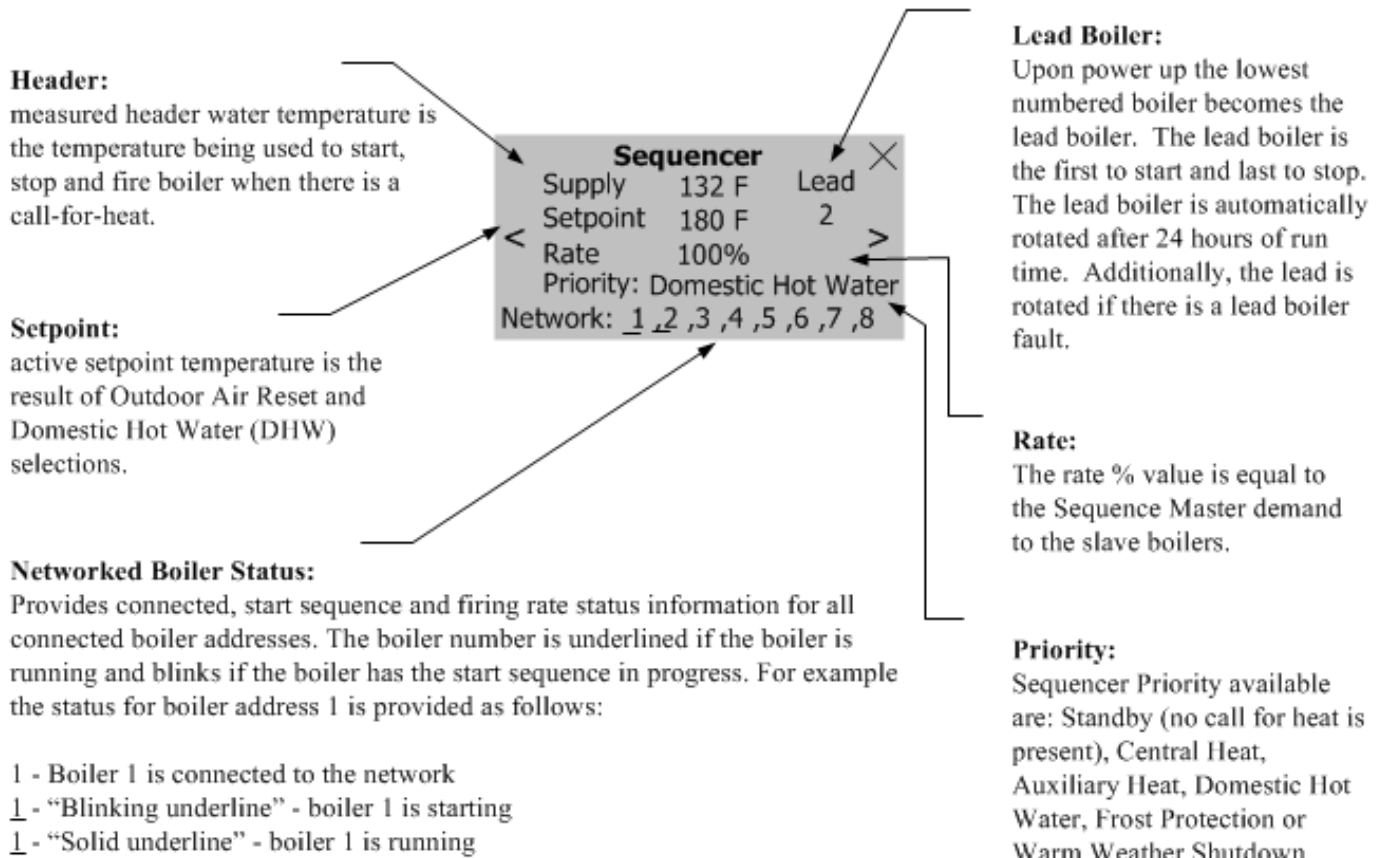 Header:
measured header water temperature is
the temperature being used to start,
stop and fire boiler when there is a
call-for-heat.
Setpoint:
active setpoint temperature is the
result of Outdoor Air Reset and
Domestic Hot Water (DHW)
selections.
Sequencer
Supply 132 F Lead
Setpoint 180 F 2
< >
Rate 100%
Priority: Domestic Hot Water
Network: 1 ,2 ,3 ,4 ,5 ,6 ,7 ,8
Lead Boiler:
Upon power up the lowest
numbered boiler becomes the
lead boiler. The lead boiler is
the first to start and last to stop.
The lead boiler is automatically
rotated after 24 hours of run
time. Additionally, the lead is
rotated if there is a lead boiler
fault.
Rate:
The rate % value is equal to
the Sequence Master demand
to the slave boilers.
Networked Boiler Status:
Provides connected, start sequence and firing rate status information for all
connected boiler addresses. The boiler number is underlined if the boiler is
running and blinks if the boiler has the start sequence in progress. For example
the status for boiler address 1 is provided as follows:
1 - Boiler 1 is connected to the network
1 - “Blinking underline” - boiler 1 is starting
1 - “Solid underline” - boiler 1 is running
Priority:
Sequencer Priority available
are: Standby (no call for heat is
present), Central Heat,
Auxiliary Heat, Domestic Hot
Water, Frost Protection or
Warm Weather Shutdown